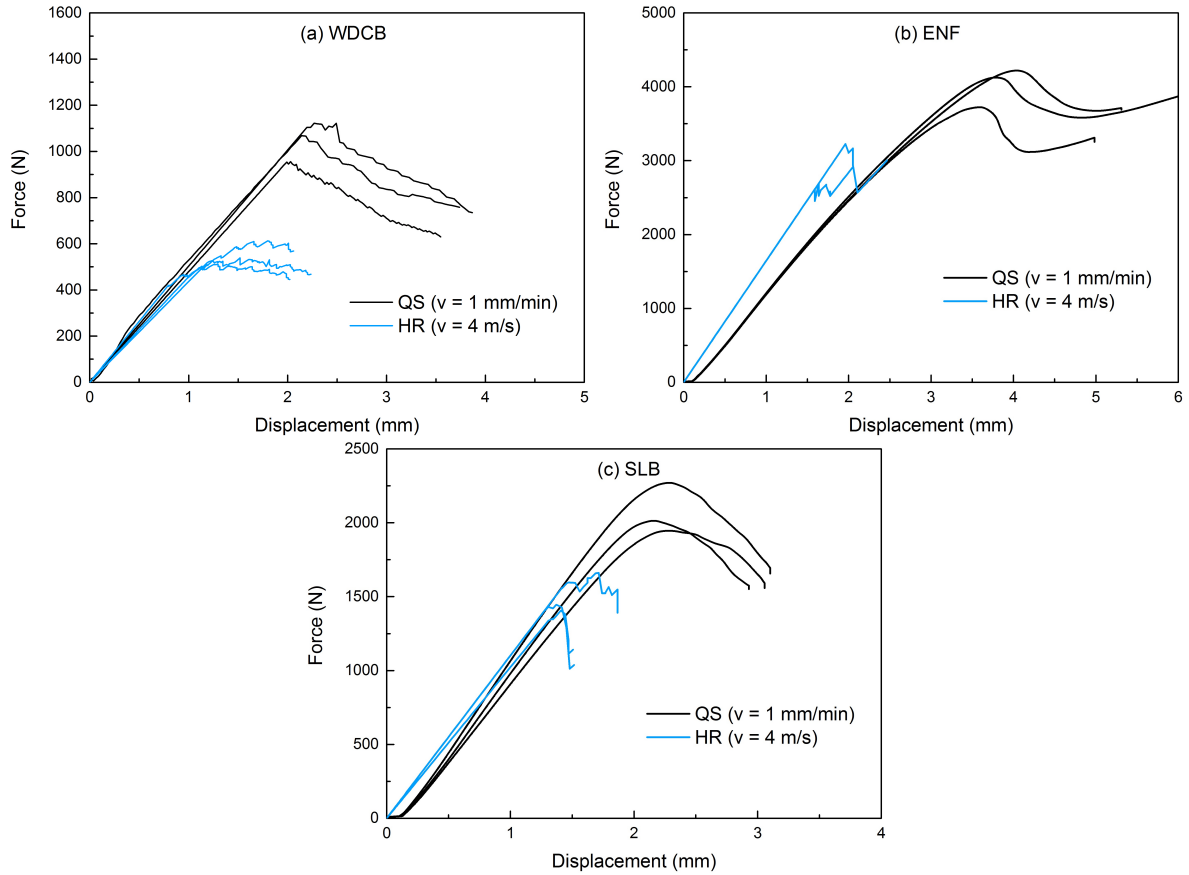 (a) WDCB
1600
1400
1200
1000
800
600
400
200
0
0 1 2 3 4 5
Force (N)
Displacement (mm)
QS (v = 1 mm/min)
HR (v = 4 m/s)
(b) ENF
5000
4000
3000
2000
1000
0
0 1 2 3 4 5 6
Force (N)
Displacement (mm)
QS (v = 1 mm/min)
HR (v = 4 m/s)
(c) SLB
2500
2000
1500
1000
500
0
0 1 2 3 4
Force (N)
Displacement (mm)
QS (v = 1 mm/min)
HR (v = 4 m/s)